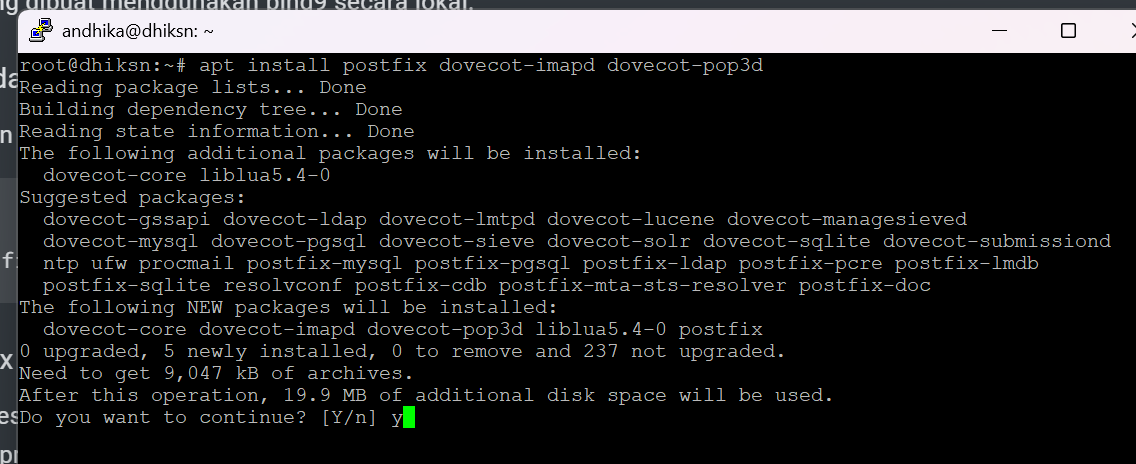 ng dibuat menggunakan bind9 secara lokal.
andhika@dhiksn: ~
root@dhiksn:~# apt install postfix dovecot-imapd dovecot-pop3d
Reading package lists... Done
Building dependency tree... Done
Reading state information... Done
The following additional packages will be installed:
dovecot-core liblua5.4-0
Suggested packages:
dovecot-gssapi dovecot-ldap dovecot-lmtpd dovecot-lucene dovecot-managesieved
dovecot-mysql dovecot-pgsql dovecot-sieve dovecot-solr dovecot-sqlite dovecot-submissiond
ntp ufw procmail postfix-mysql postfix-pgsql postfix-ldap postfix-pcre postfix-lmdb
postfix-sqlite resolvconf postfix-cdb postfix-mta-sts-resolver postfix-doc
The following NEW packages will be installed:
dovecot-core dovecot-imapd dovecot-pop3d liblua5.4-0 postfix
0 upgraded, 5 newly installed, 0 to remove and 237 not upgraded.
Need to get 9,047 kB of archives.
After this operation, 19.9 MB of additional disk space will be used.
Do you want to continue? [Y/n] y